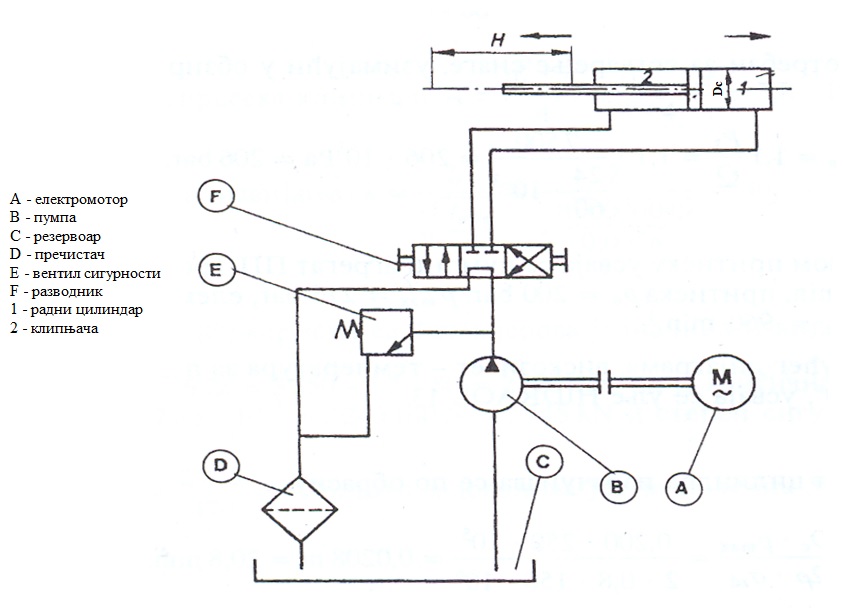 H
2
Dc
1
А - електромотор
В - пумпа
С - резервоар
D - пречистач
Е - вентил сигурности
F - разводник
1 - радни цилиндар
2 - клипњача
F
E
M
~
D
C
B
A